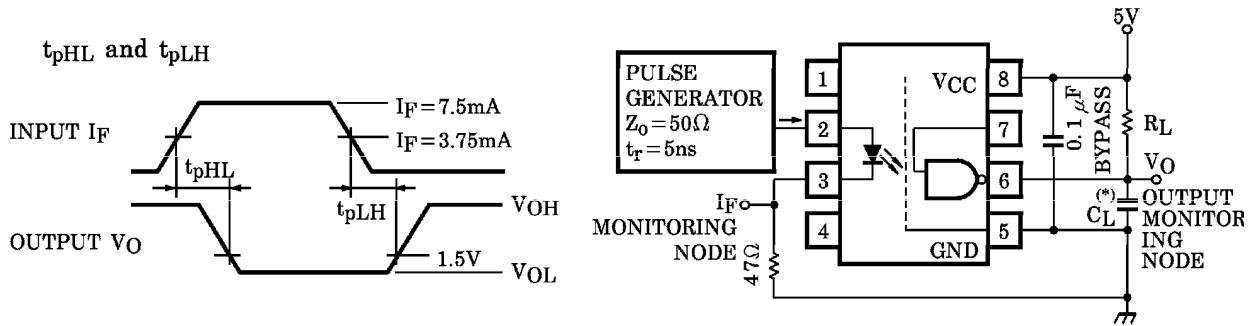 tpHL and tpLH
INPUT IF
IF=7.5mA
IF=3.75mA
tpHL
tpLH
OUTPUT VO
VOH
1.5V
VOL
PULSE
GENERATOR
Zo=50Ω
tr=5ns
IF
MONITORING
NODE
47Ω
1
2
3
4
VCC
GND
8
7
6
5
5V
0.1 μF
BYPASS
RL
VO
(*)
CL
OUTPUT
MONITOR
ING
NODE